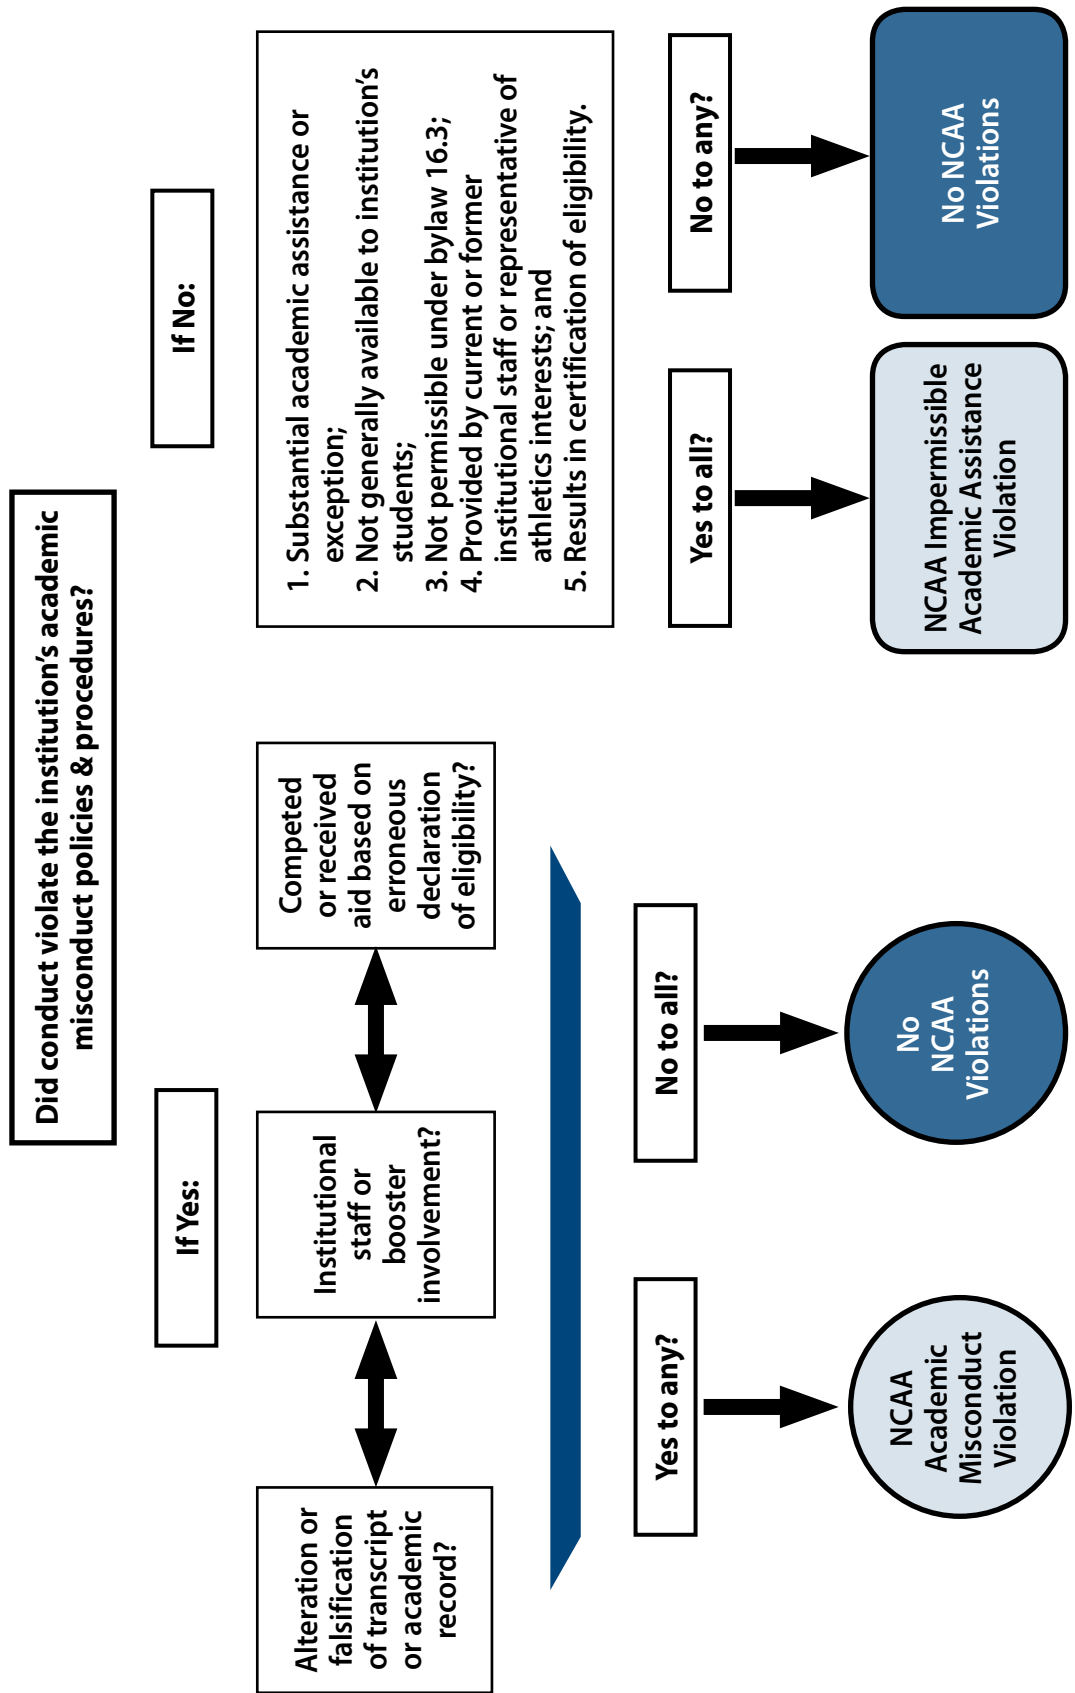 Did conduct violate the institution's academic
misconduct policies & procedures?
If Yes:
Alteration or
falsification
of transcript
or academic
record?
Institutional
staff or
booster
involvement?
Competed
or received
aid based on
erroneous
declaration
of eligibility?
Yes to any?
NCAA
Academic
Misconduct
Violation
No to all?
No
NCAA
Violations
If No:
1. Substantial academic assistance or
exception;
2. Not generally available to institution's
students;
3. Not permissible under bylaw 16.3;
4. Provided by current or former
institutional staff or representative of
athletics interests; and
5. Results in certification of eligibility.
Yes to all?
NCAA Impermissible
Academic Assistance
Violation
No to any?
No NCAA
Violations